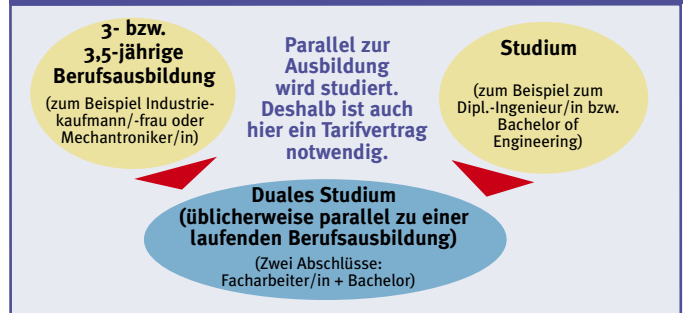 3- bzw.
3,5-jährige
Berufsausbildung
(zum Beispiel Industrie-
kaufmann/-frau oder
Mechantroniker/in)
Parallel zur
Ausbildung
wird studiert.
Deshalb ist auch
hier ein Tarifvertrag
notwendig.
Studium
(zum Beispiel zum
Dipl.-Ingenieur/in bzw.
Bachelor of
Engineering)
Duales Studium
(üblicherweise parallel zu einer
laufenden Berufsausbildung)
(Zwei Abschlüsse:
Facharbeiter/in + Bachelor)